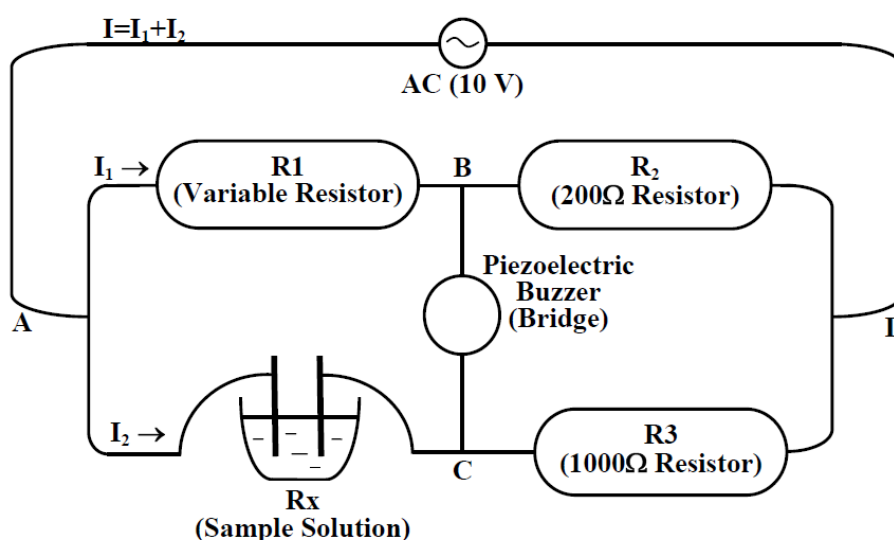 I=I₁+I₂
AC (10 V)
I₁ →
R1
(Variable Resistor)
B
R₂
(200Ω Resistor)
Piezoelectric
Buzzer
(Bridge)
A
I₂ →
C
R3
(1000Ω Resistor)
Rx
(Sample Solution)